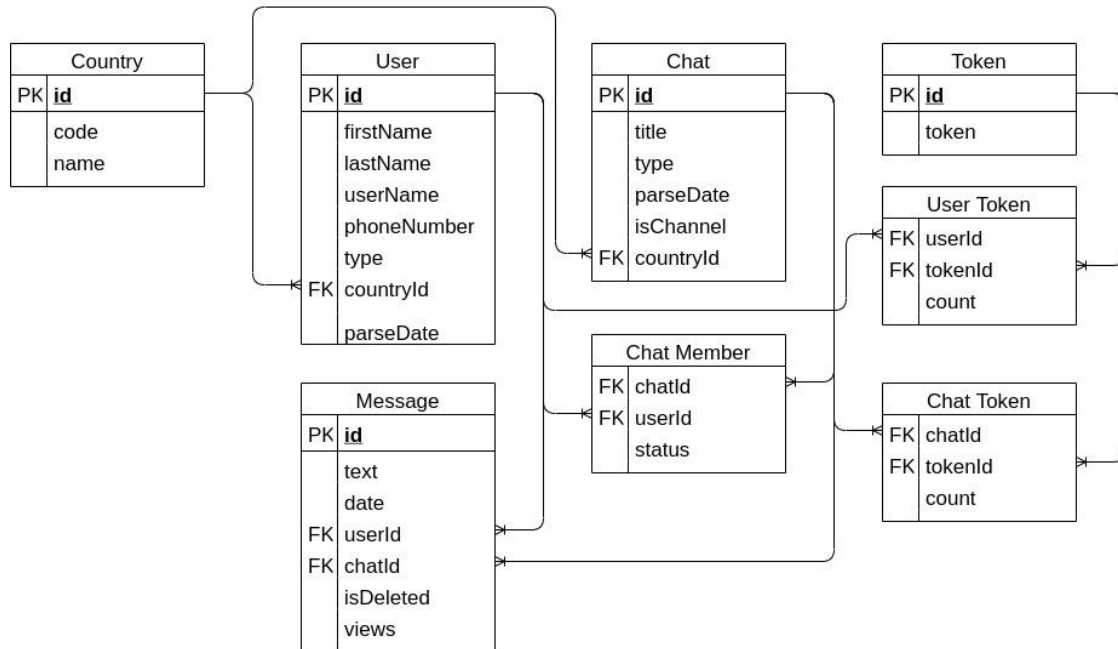 Country
PK id
code
name
User
PK id
firstName
lastName
userName
phoneNumber
type
FK countryId
parseDate
Chat
PK id
title
type
parseDate
isChannel
FK countryId
Token
PK id
token
User Token
FK userId
FK tokenId
count
Chat Member
FK chatId
FK userId
status
Message
PK id
text
date
FK userId
FK chatId
isDeleted
views
Chat Token
FK chatId
FK tokenId
count